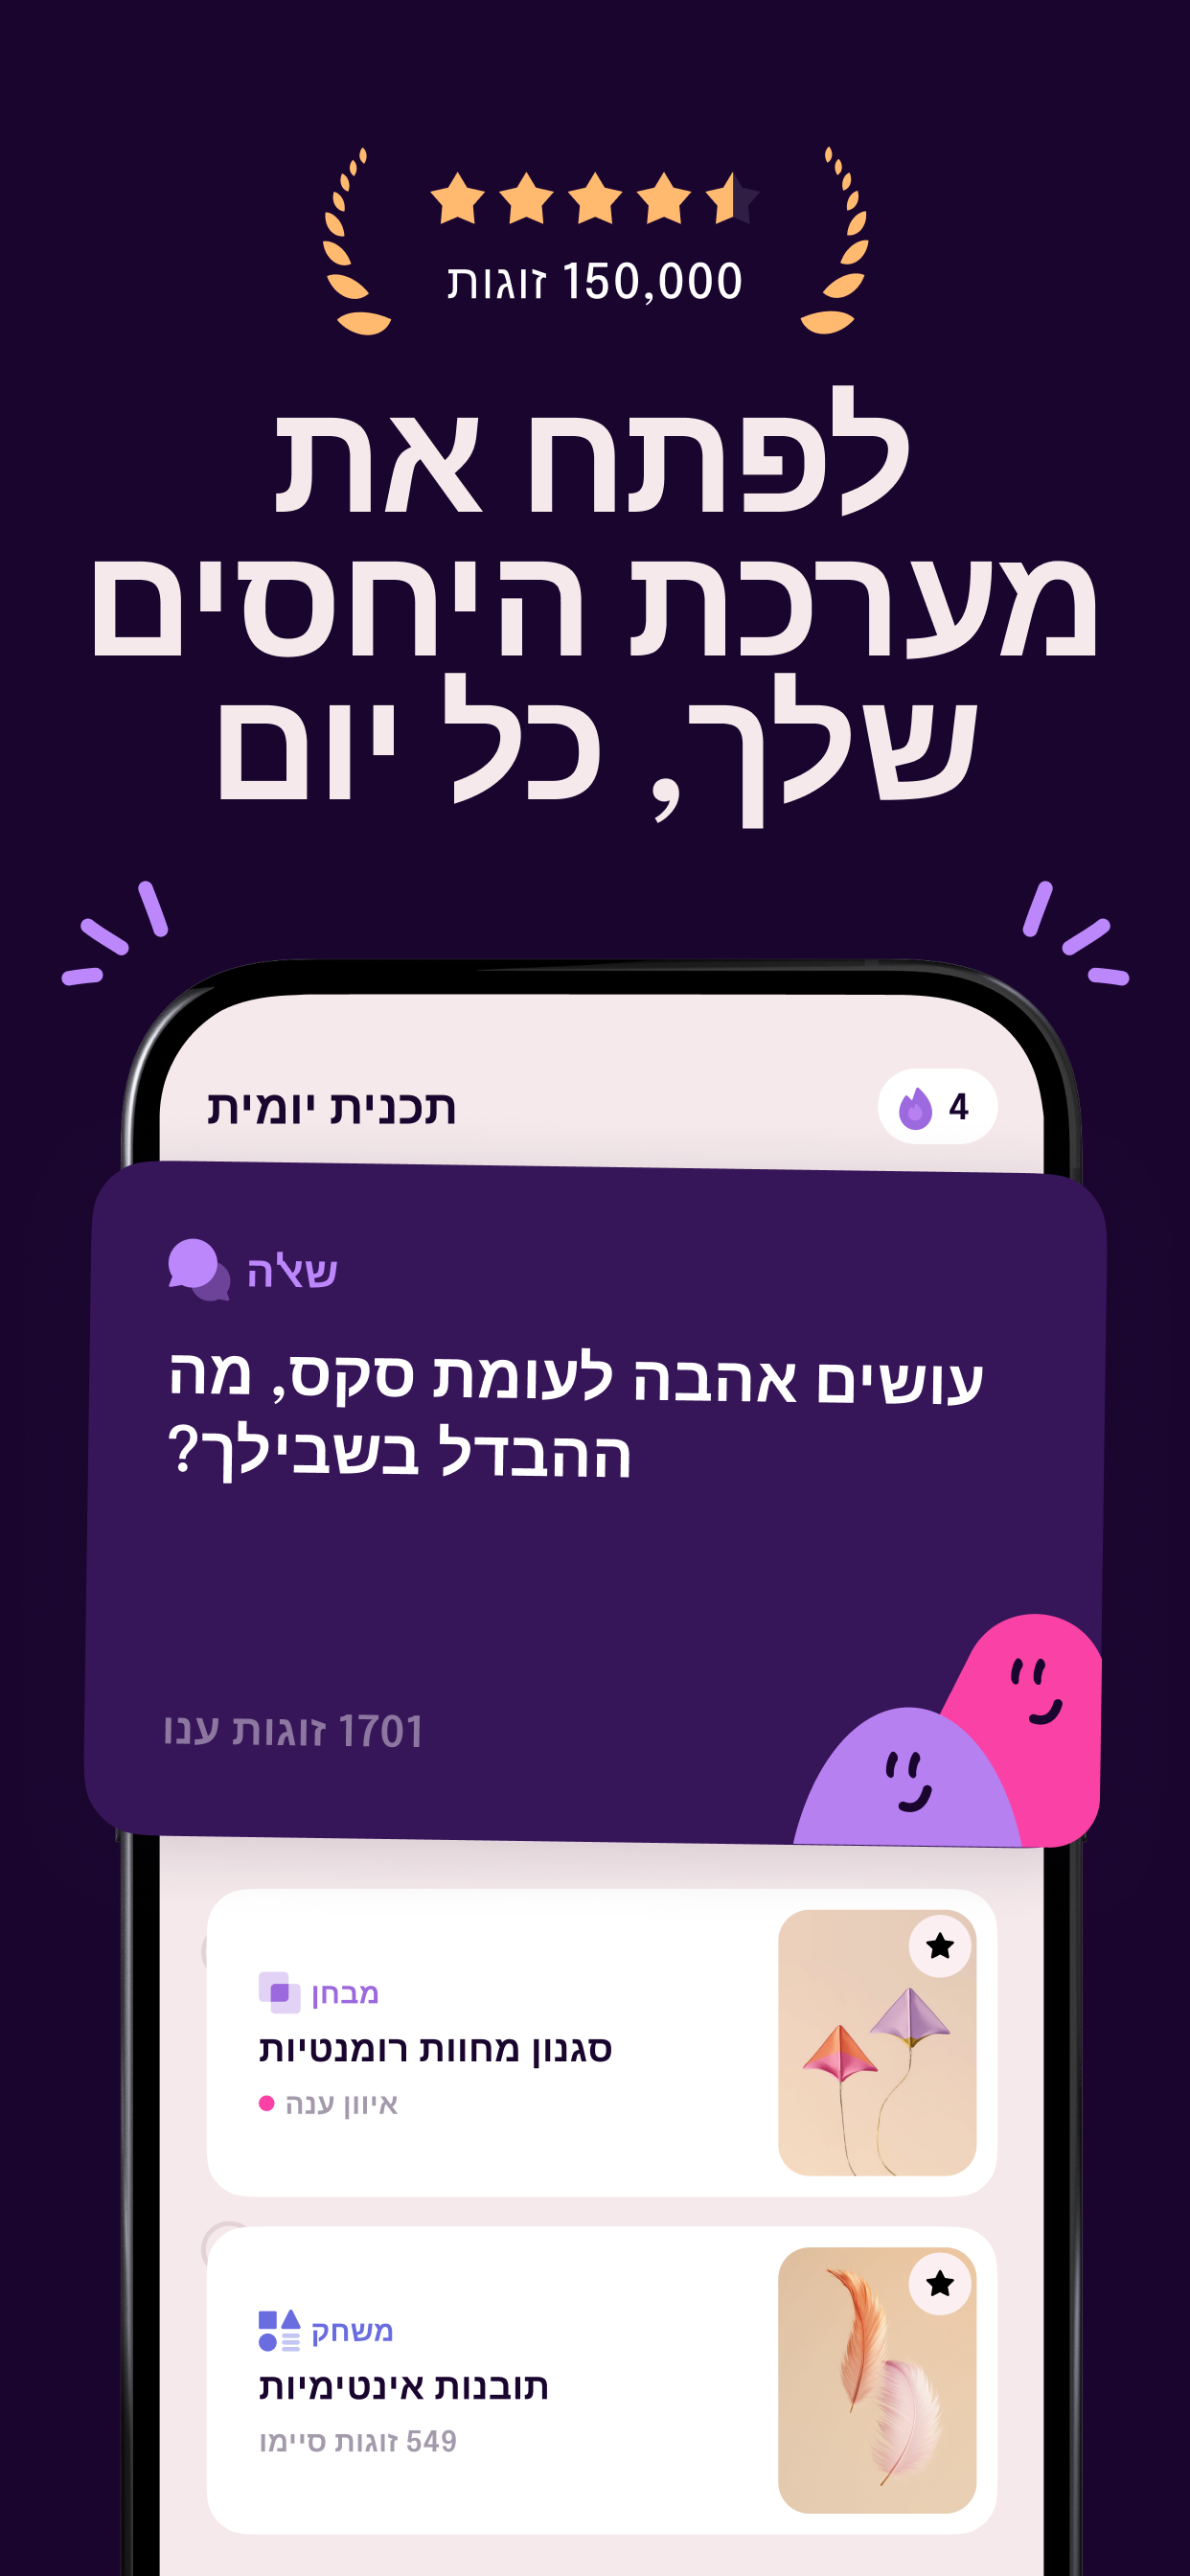 150,000 זוגות
לפתח את
מערכת היחסים
שלך, כל יום
תכנית יומית
4
שאלה
עושים אהבה לעומת סקס, מה
ההבדל בשבילך?
1701 זוגות ענו
מבחן
סגנון מחוות רומנטיות
איוון ענה
משחק
תובנות אינטימיות
549 זוגות סיימו